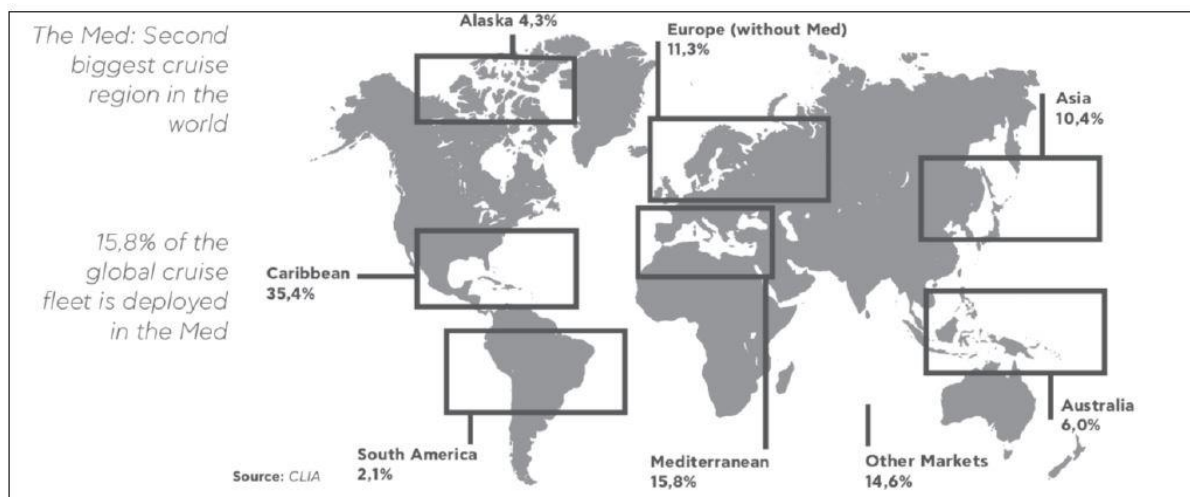 The Med: Second
biggest cruise
region in the
world
15,8% of the
global cruise
fleet is deployed
in the Med
Alaska 4,3%
Europe (without Med)
11,3%
Asia
10,4%
Caribbean
35,4%
South America
2,1%
Mediterranean
15,8%
Other Markets
14,6%
Australia
6,0%
Source: CLIA